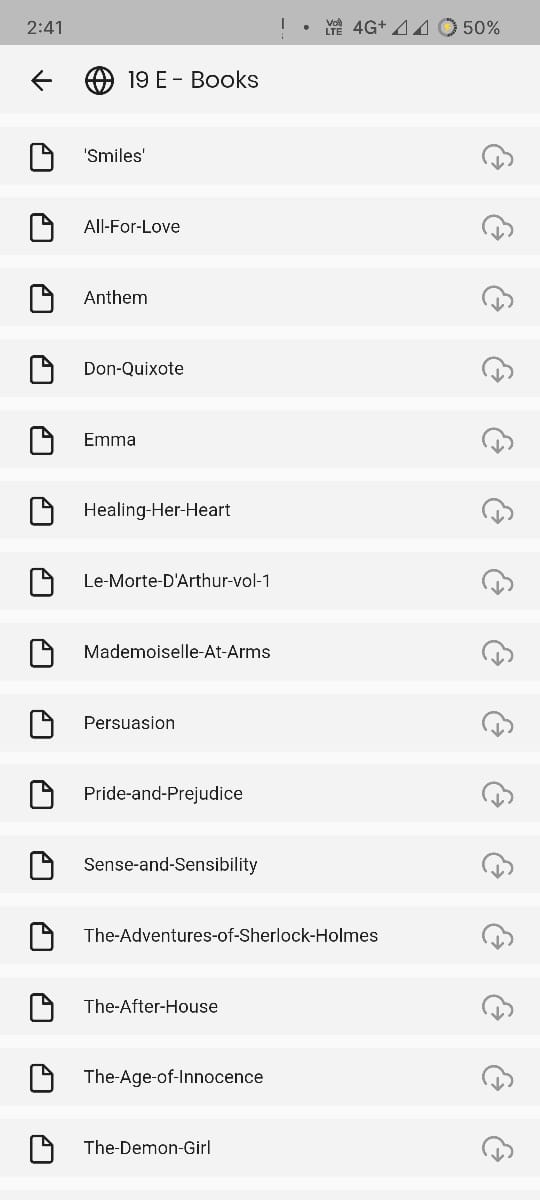 2:41
! • Vo) LTE 4G+ 50%
19 E - Books
'Smiles'
All-For-Love
Anthem
Don-Quixote
Emma
Healing-Her-Heart
Le-Morte-D'Arthur-vol-1
Mademoiselle-At-Arms
Persuasion
Pride-and-Prejudice
Sense-and-Sensibility
The-Adventures-of-Sherlock-Holmes
The-After-House
The-Age-of-Innocence
The-Demon-Girl